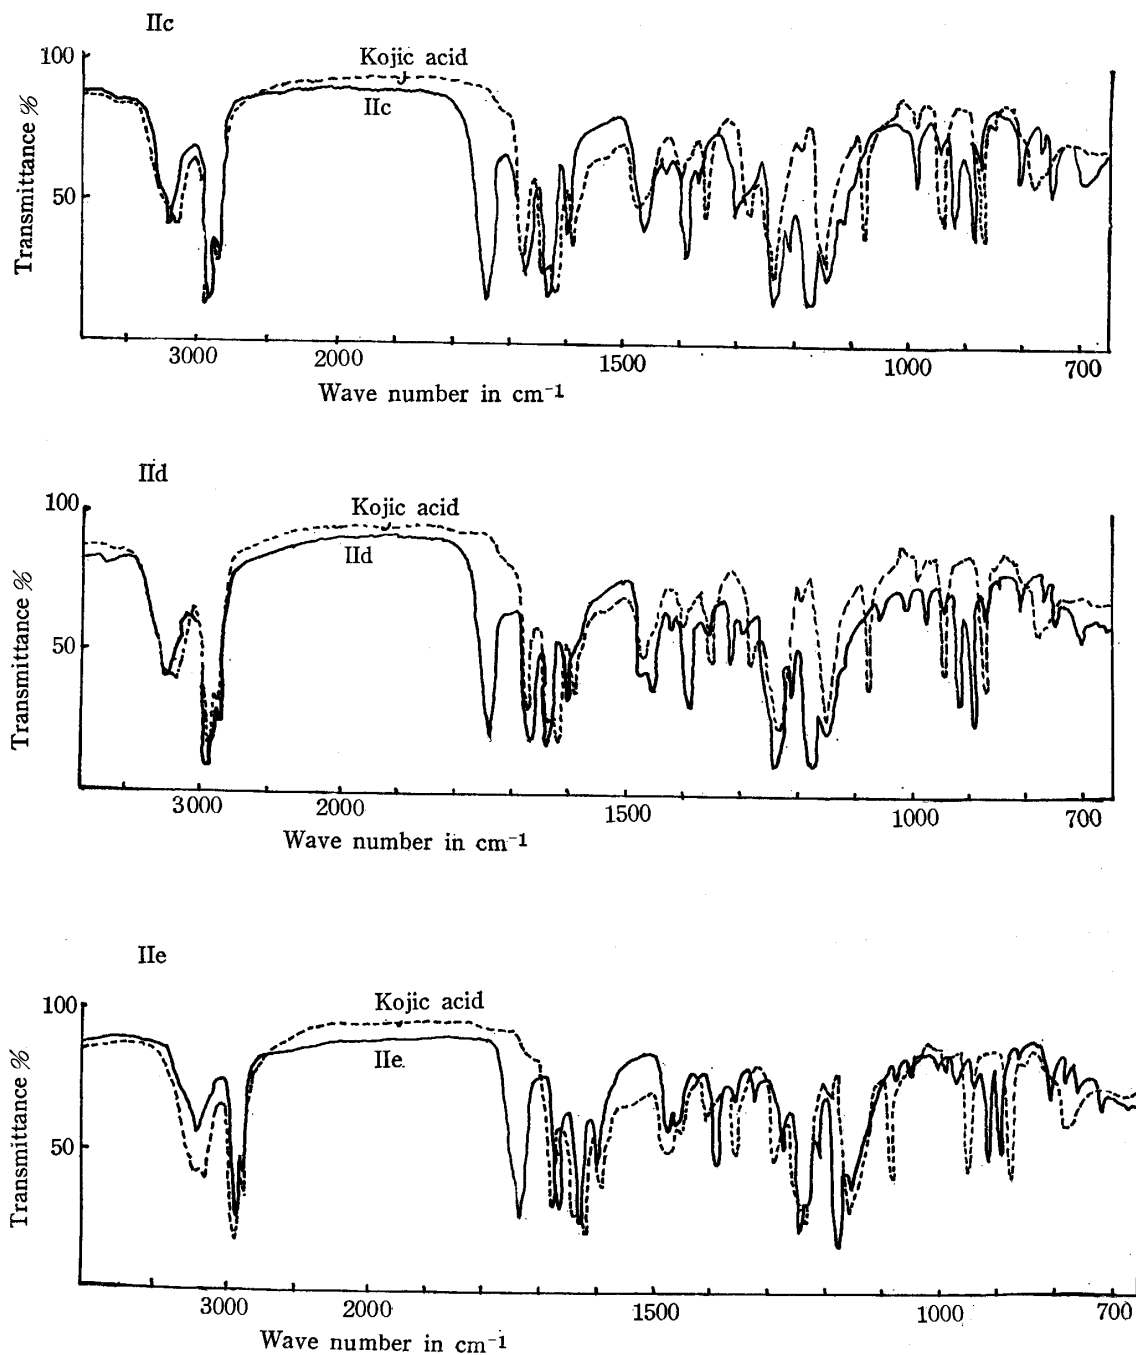 IIc
100
Kojic acid
IIc
50
Transmittance %
3000 2000 1500 1000 700
Wave number in cm⁻¹
IId
100
Kojic acid
IId
50
Transmittance %
3000 2000 1500 1000 700
Wave number in cm⁻¹
IIe
100
Kojic acid
IIe
50
Transmittance %
3000 2000 1500 1000 700
Wave number in cm⁻¹